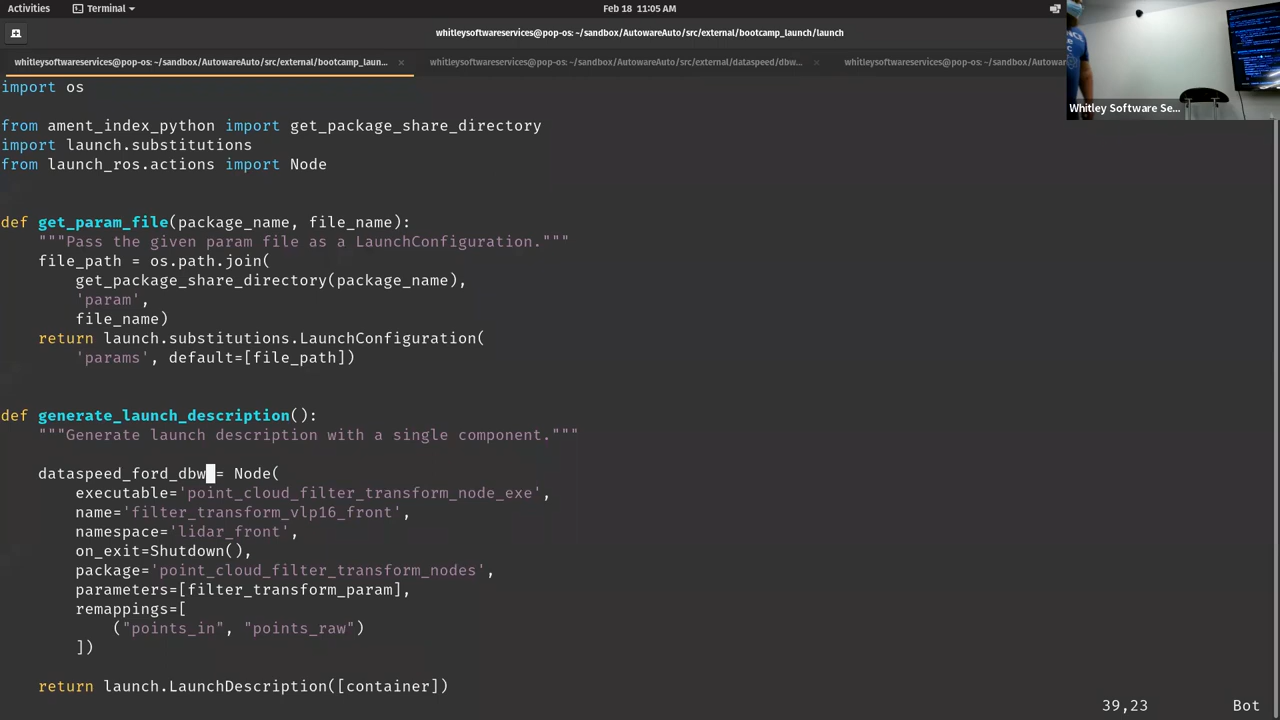 Activities
Terminal
Feb 18 11:05 AM
whitleysoftwareservices@pop-os: ~/sandbox/AutowareAuto/src/external/bootcamp_launch/launch
whitleysoftwareservices@pop-os: ~/sandbox/AutowareAuto/src/external/bootcamp_laun...
whitleysoftwareservices@pop-os: ~/sandbox/AutowareAuto/src/external/dataspeed/dbw...
whitleysoftwareservices@pop-os: ~/sandbox/Autoware
Whitley Software Se...
import os
from ament_index_python import get_package_share_directory
import launch.substitutions
from launch_ros.actions import Node
def get_param_file(package_name, file_name):
"""Pass the given param file as a LaunchConfiguration."""
file_path = os.path.join(
get_package_share_directory(package_name),
'param',
file_name)
return launch.substitutions.LaunchConfiguration(
'params', default=[file_path])
def generate_launch_description():
"""Generate launch description with a single component."""
dataspeed_ford_dbw = Node(
executable='point_cloud_filter_transform_node_exe',
name='filter_transform_vlp16_front',
namespace='lidar_front',
on_exit=Shutdown(),
package='point_cloud_filter_transform_nodes',
parameters=[filter_transform_param],
remappings=[
("points_in", "points_raw")
])
return launch.LaunchDescription([container])
39,23
Bot